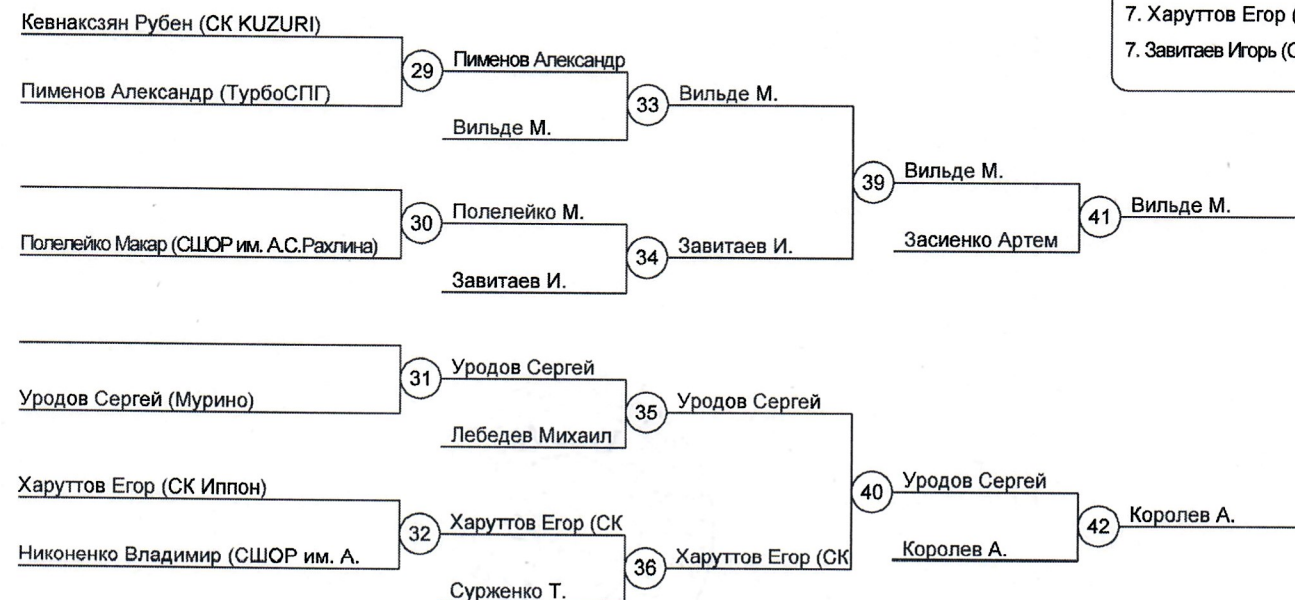 7. Харуттов Егор (
7. Завитаев Игорь (С
Кевнаксзян Рубен (СК KUZURI)
29
Пименов Александр
Пименов Александр (ТурбоСПГ)
33
Вильде М.
Вильде М.
39
Вильде М.
41
Вильде М.
30
Полелейко М.
Полелейко Макар (СШОР им. А.С.Рахлина)
34
Завитаев И.
Засиенко Артем
Завитаев И.
31
Уродов Сергей
Уродов Сергей (Мурино)
35
Уродов Сергей
Лебедев Михаил
40
Уродов Сергей
42
Королев А.
Харуттов Егор (СК Иппон)
32
Харуттов Егор (СК
Никоненко Владимир (СШОР им. А.
36
Харуттов Егор (СК
Королев А.
Сурженко Т.